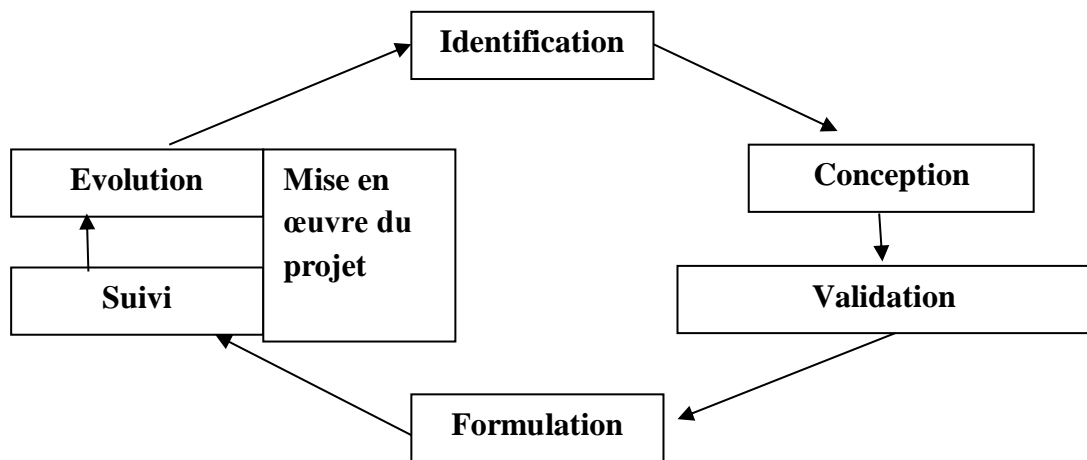 Identification
Evolution
Mise en
œuvre du
projet
Conception
Suivi
Validation
Formulation